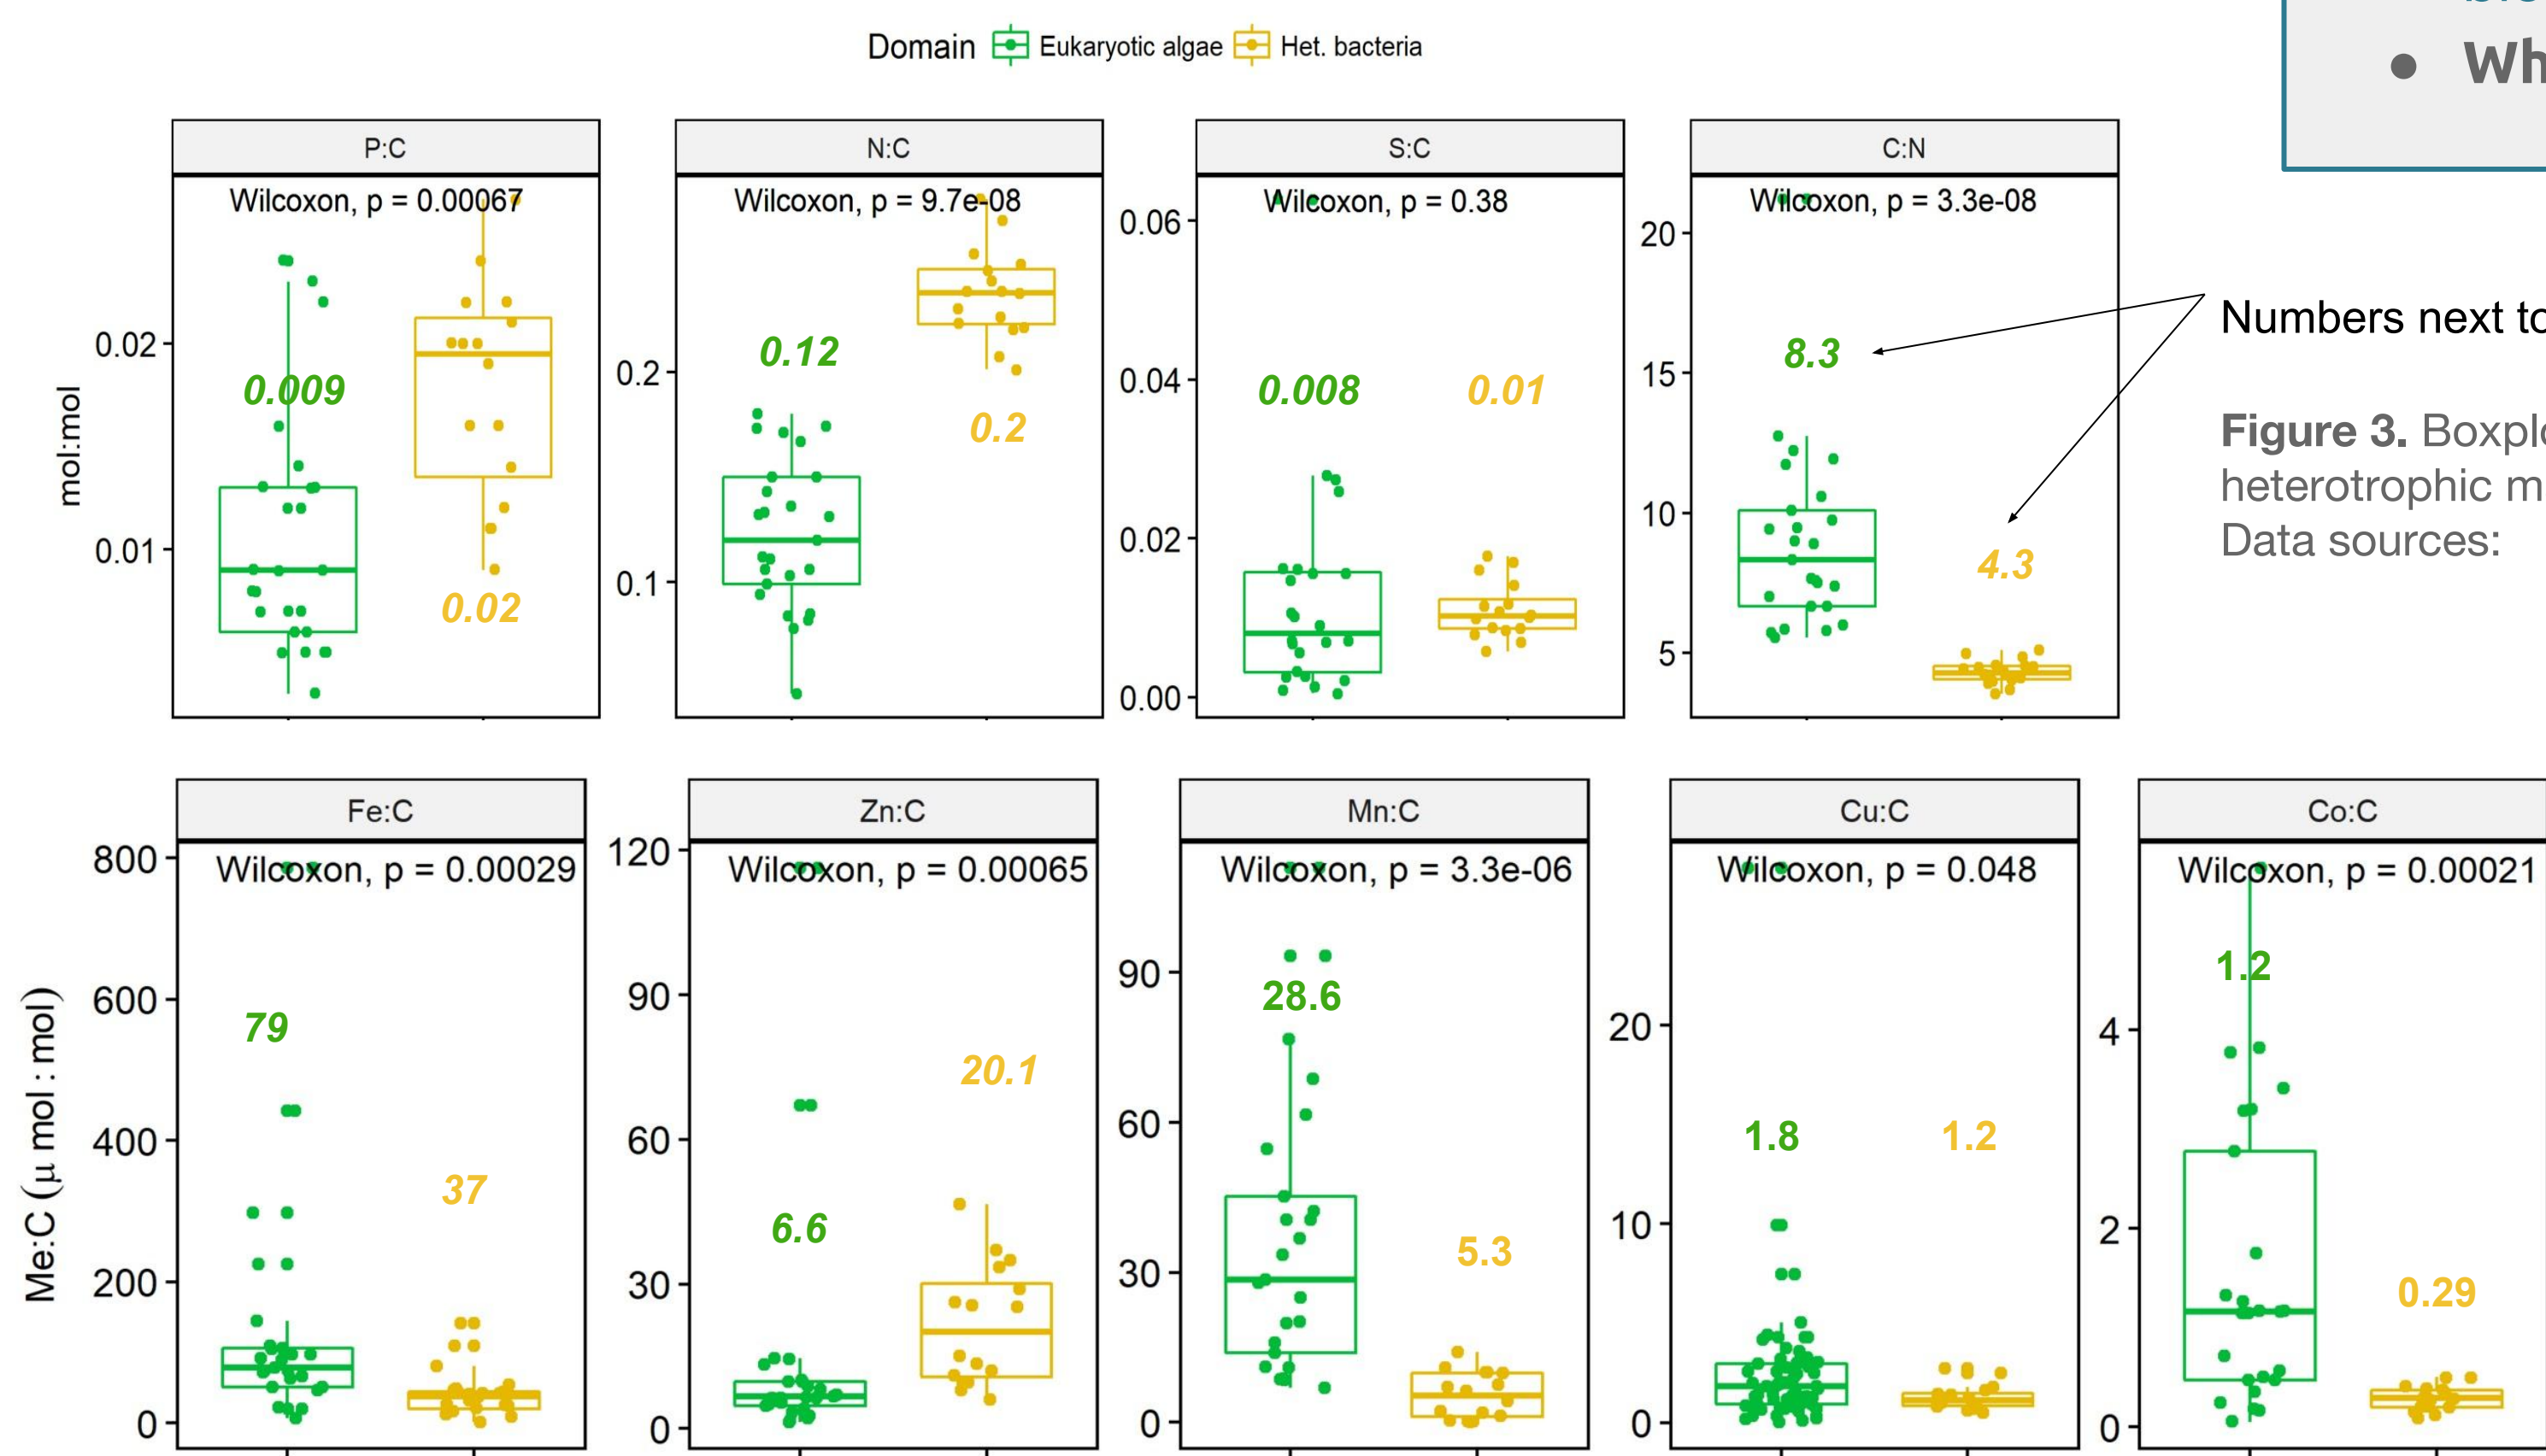 Domain Eukaryotic algae Het. bacteria
● Wh
P:C
N:C
S:C
C:N
Wilcoxon, p = 0.00067
Wilcoxon, p = 9.7e-08
Wilcoxon, p = 0.38
Wilcoxon, p = 3.3e-08
mol:mol
0.02
0.01
0.009
0.02
0.2
0.1
0.12
0.2
0.06
0.04
0.02
0.00
0.008
0.01
20
15
10
5
8.3
4.3
Numbers next to
Figure 3. Boxplo
heterotrophic m
Data sources:
Fe:C
Zn:C
Mn:C
Cu:C
Co:C
Wilcoxon, p = 0.00029
Wilcoxon, p = 0.00065
Wilcoxon, p = 3.3e-06
Wilcoxon, p = 0.048
Wilcoxon, p = 0.00021
Me:C (μ mol : mol)
800
600
400
200
0
79
37
120
90
60
30
0
6.6
20.1
90
60
30
0
28.6
5.3
20
10
0
1.8
1.2
4
2
0
1.2
0.29